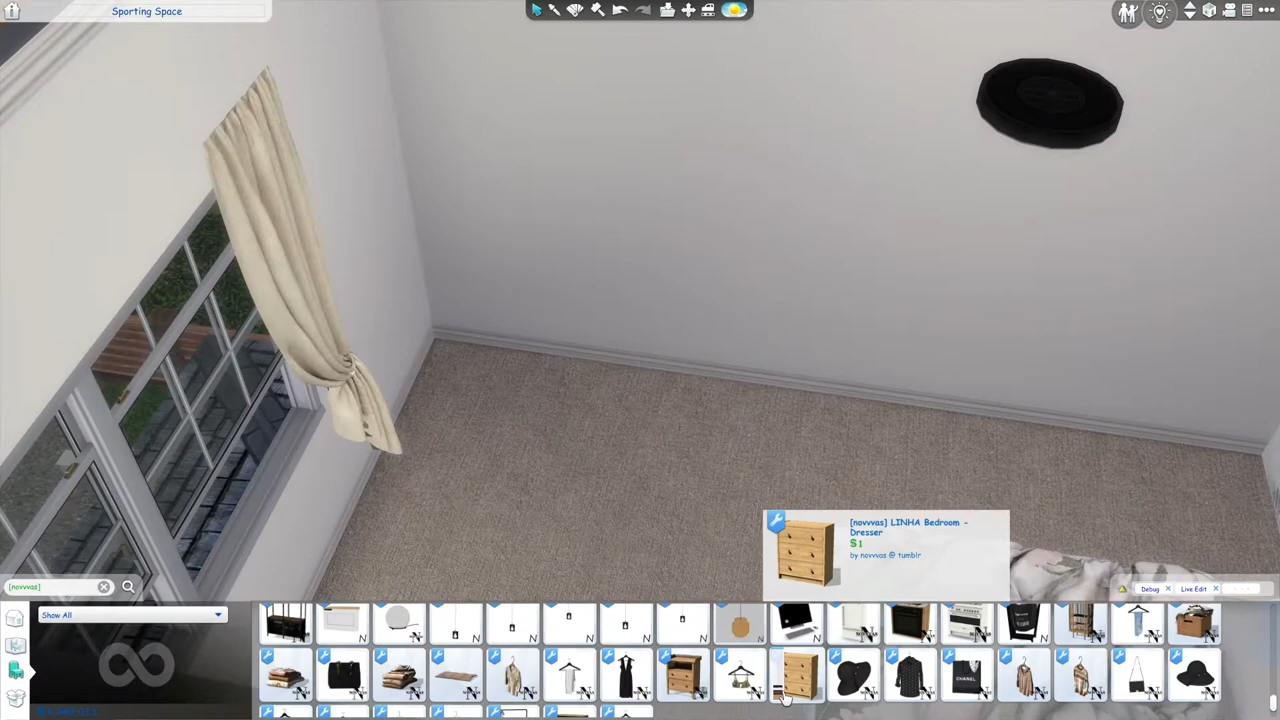 Sporting Space
[novvvas] LINHA Bedroom -
Dresser
§1
by novvvas @ tumblr
[novvvas]
Debug
Live Edit
Show All
CHANEL